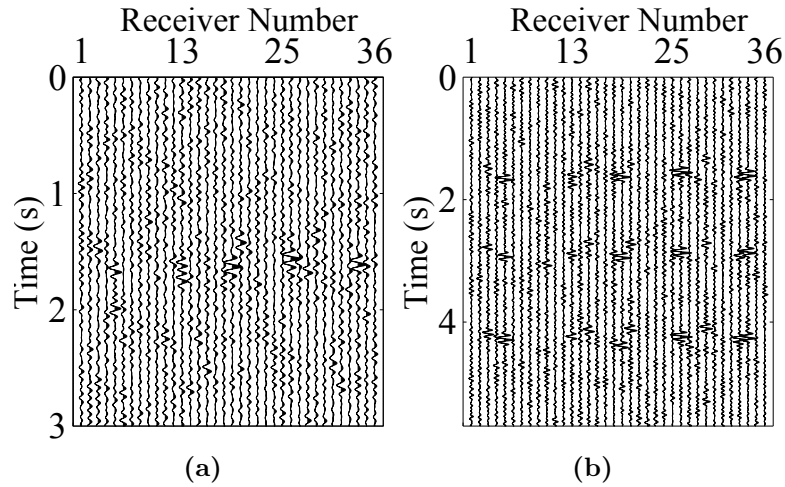 Receiver Number
1 13 25 36
0
1
2
3
Time (s)
(a)
Receiver Number
1 13 25 36
0
2
4
Time (s)
(b)